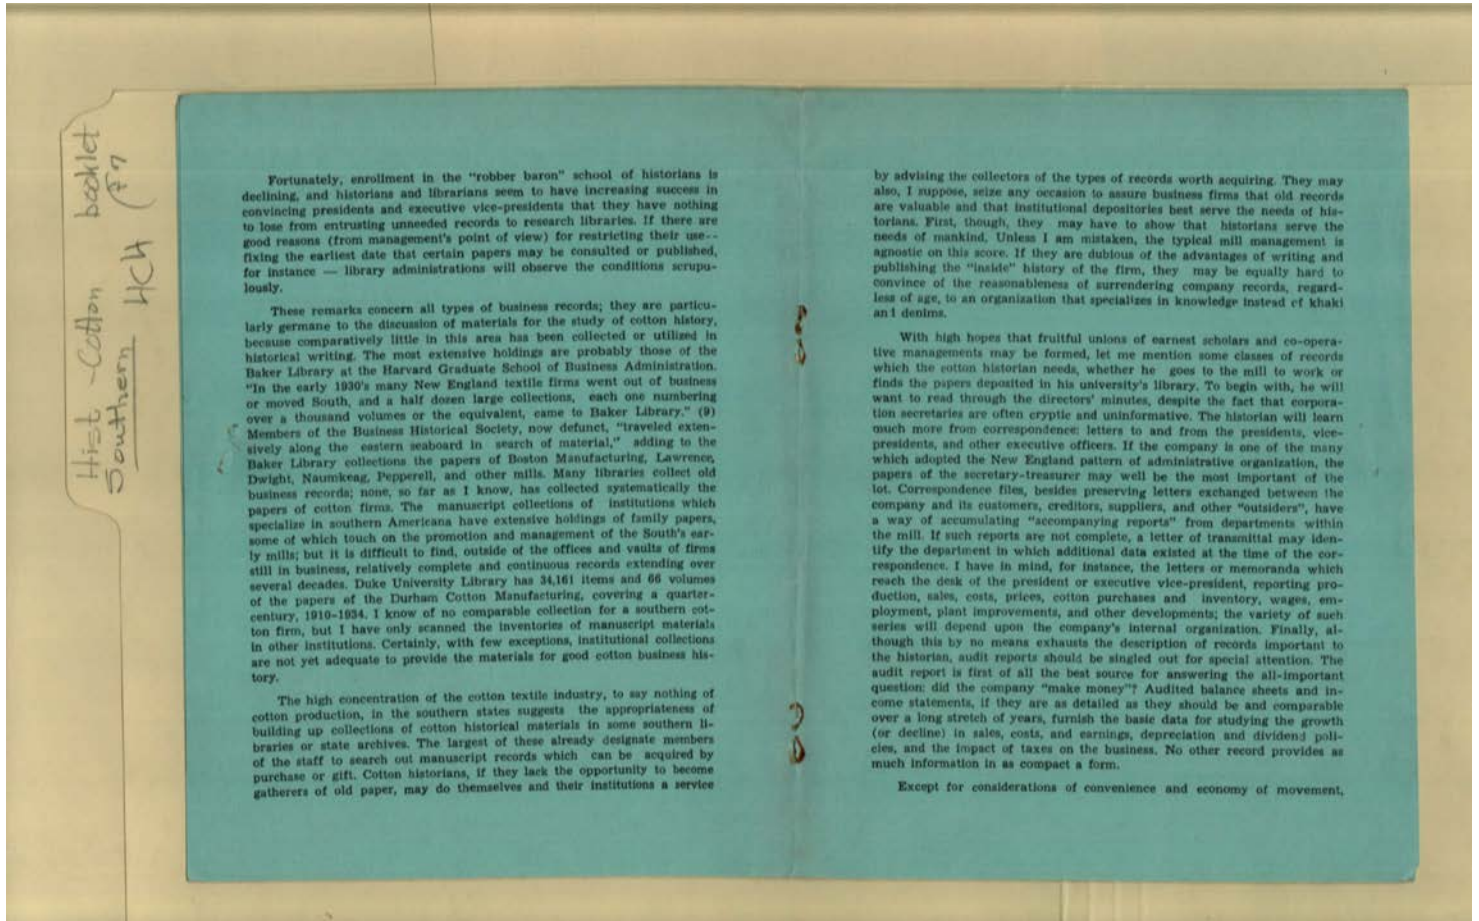 Hist - Cotton booklet
Southern HCH (F7
Fortunately, enrollment in the "robber baron" school of historians is
declining, and historians and librarians seem to have increasing success in
convincing presidents and executive vice-presidents that they have nothing
to lose from entrusting unneeded records to research libraries. If there are
good reasons (from management's point of view) for restricting their use--
fixing the earliest date that certain papers may be consulted or published,
for instance — library administrations will observe the conditions scrupu-
lously.
These remarks concern all types of business records; they are particu-
larly germane to the discussion of materials for the study of cotton history,
because comparatively little in this area has been collected or utilized in
historical writing. The most extensive holdings are probably those of the
Baker Library at the Harvard Graduate School of Business Administration.
"In the early 1930's many New England textile firms went out of business
or moved South, and a half dozen large collections, each one numbering
over a thousand volumes or the equivalent, came to Baker Library." (9)
Members of the Business Historical Society, now defunct, "traveled exten-
sively along the eastern seaboard in search of material," adding to the
Baker Library collections the papers of Boston Manufacturing, Lawrence,
Dwight, Naumkeag, Pepperell, and other mills. Many libraries collect old
business records; none, so far as I know, has collected systematically the
papers of cotton firms. The manuscript collections of institutions which
specialize in southern Americana have extensive holdings of family papers,
some of which touch on the promotion and management of the South's ear-
ly mills; but it is difficult to find, outside of the offices and vaults of firms
still in business, relatively complete and continuous records extending over
several decades. Duke University Library has 34,161 items and 66 volumes
of the papers of the Durham Cotton Manufacturing, covering a quarter-
century, 1910-1934. I know of no comparable collection for a southern cot-
ton firm, but I have only scanned the inventories of manuscript materials
in other institutions. Certainly, with few exceptions, institutional collections
are not yet adequate to provide the materials for good cotton business his-
tory.
The high concentration of the cotton textile industry, to say nothing of
cotton production, in the southern states suggests the appropriateness of
building up collections of cotton historical materials in some southern li-
braries or state archives. The largest of these already designate members
of the staff to search out manuscript records which can be acquired by
purchase or gift. Cotton historians, if they lack the opportunity to become
gatherers of old paper, may do themselves and their institutions a service
by advising the collectors of the types of records worth acquiring. They may
also, I suppose, seize any occasion to assure business firms that old records
are valuable and that institutional depositories best serve the needs of his-
torians. First, though, they may have to show that historians serve the
needs of mankind. Unless I am mistaken, the typical mill management is
agnostic on this score. If they are dubious of the advantages of writing and
publishing the "inside" history of the firm, they may be equally hard to
convince of the reasonableness of surrendering company records, regard-
less of age, to an organization that specializes in knowledge instead of khaki
an1 denims.
With high hopes that fruitful unions of earnest scholars and co-opera-
tive managements may be formed, let me mention some classes of records
which the cotton historian needs, whether he goes to the mill to work or
finds the papers deposited in his university's library. To begin with, he will
want to read through the directors' minutes, despite the fact that corpora-
tion secretaries are often cryptic and uninformative. The historian will learn
much more from correspondence: letters to and from the presidents, vice-
presidents, and other executive officers. If the company is one of the many
which adopted the New England pattern of administrative organization, the
papers of the secretary-treasurer may well be the most important of the
lot. Correspondence files, besides preserving letters exchanged between the
company and its customers, creditors, suppliers, and other "outsiders", have
a way of accumulating "accompanying reports" from departments within
the mill. If such reports are not complete, a letter of transmittal may iden-
tify the department in which additional data existed at the time of the cor-
respondence. I have in mind, for instance, the letters or memoranda which
reach the desk of the president or executive vice-president, reporting pro-
duction, sales, costs, prices, cotton purchases and inventory, wages, em-
ployment, plant improvements, and other developments; the variety of such
series will depend upon the company's internal organization. Finally, al-
though this by no means exhausts the description of records important to
the historian, audit reports should be singled out for special attention. The
audit report is first of all the best source for answering the all-important
question: did the company "make money"? Audited balance sheets and in-
come statements, if they are as detailed as they should be and comparable
over a long stretch of years, furnish the basic data for studying the growth
(or decline) in sales, costs, and earnings, depreciation and dividend poli-
cies, and the impact of taxes on the business. No other record provides as
much information in as compact a form.
Except for considerations of convenience and economy of movement,